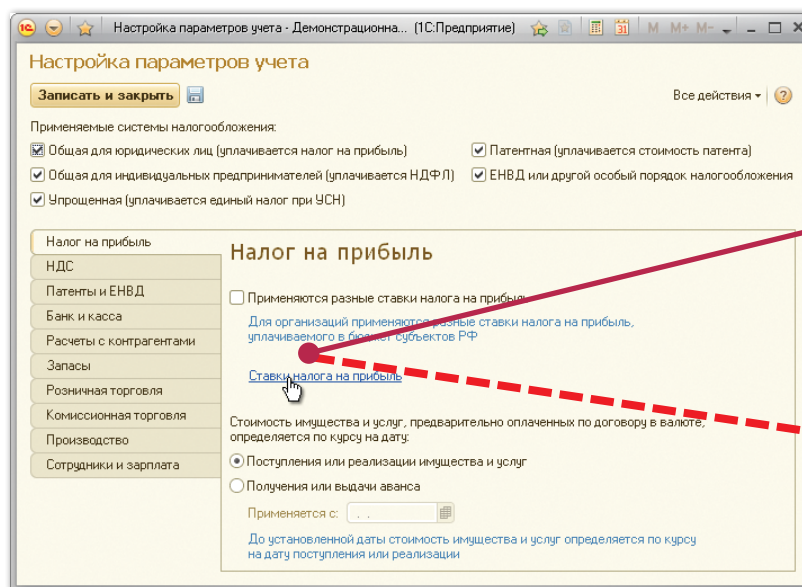 Настройка параметров учета - Демонстрационна... (1С:Предприятие)
31 M M+ M-
Настройка параметров учета
Записать и закрыть
Все действия
?
Применяемые системы налогообложения:
Общая для юридических лиц (уплачивается налог на прибыль)
Патентная (уплачивается стоимость патента)
Общая для индивидуальных предпринимателей (уплачивается НДФЛ)
ЕНВД или другой особый порядок налогообложения
Упрощенная (уплачивается единый налог при УСН)
Налог на прибыль
НДС
Патенты и ЕНВД
Банк и касса
Расчеты с контрагентами
Запасы
Розничная торговля
Комиссионная торговля
Производство
Сотрудники и зарплата
Налог на прибыль
Применяются разные ставки налога на прибыль
Для организаций применяются разные ставки налога на прибыль,
уплачиваемого в бюджет субъектов РФ
Ставки налога на прибыль
Стоимость имущества и услуг, предварительно оплаченных по договору в валюте,
определяется по курсу на дату:
Поступления или реализации имущества и услуг
Получения или выдачи аванса
Применяется с: . .
До установленной даты стоимость имущества и услуг определяется по курсу
на дату поступления или реализации